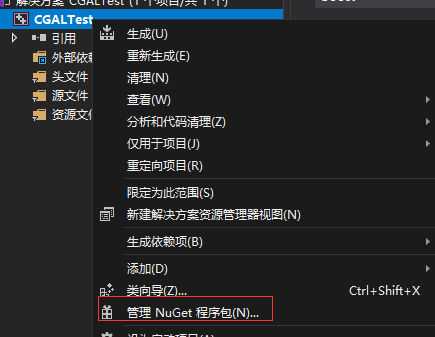 解决方案 'CGALTest' (1 个项目/共 1 个)
CGALTest
引用
外部依
头文件
源文件
资源文
生成(U)
重新生成(E)
清理(N)
查看(W)
分析和代码清理(Z)
仅用于项目(J)
重定向项目(R)
限定为此范围(S)
新建解决方案资源管理器视图(N)
生成依赖项(B)
添加(D)
类向导(Z)... Ctrl+Shift+X
管理 NuGet 程序包(N)...